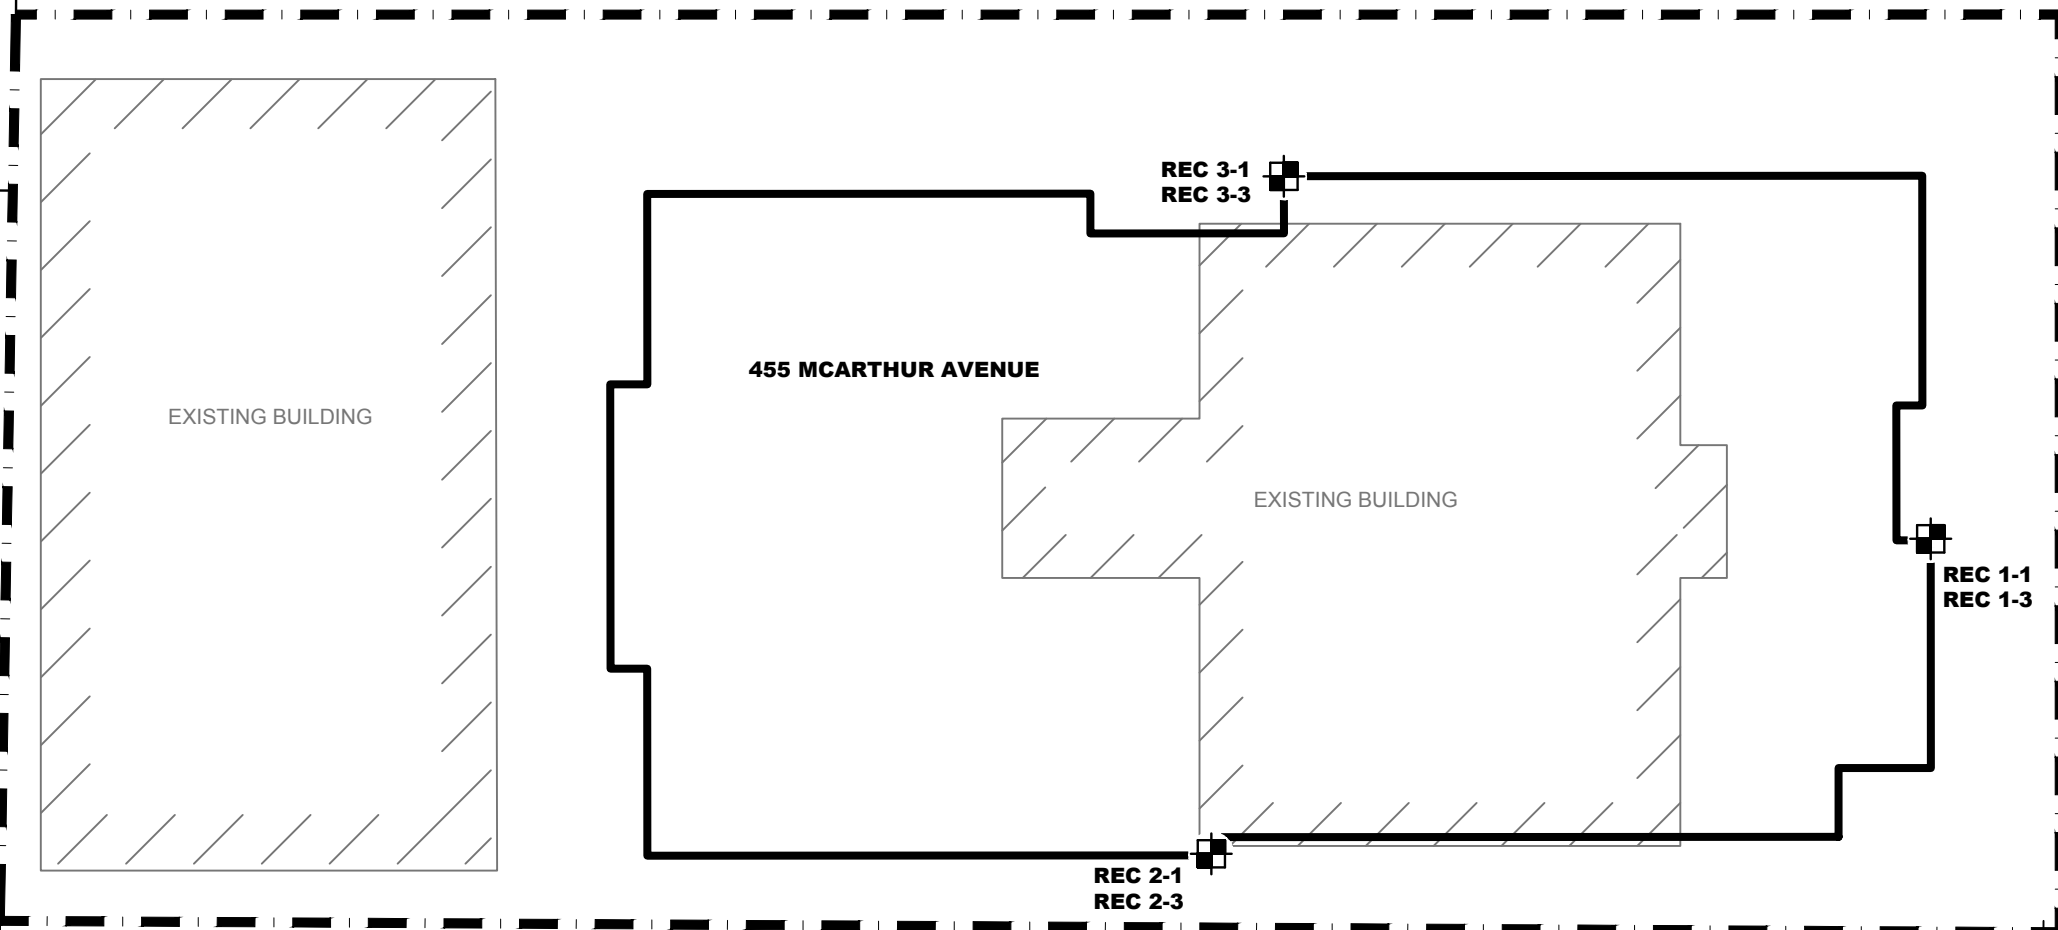 REC 3-1
REC 3-3
455 MCARTHUR AVENUE
EXISTING BUILDING
EXISTING BUILDING
REC 1-1
REC 1-3
REC 2-1
REC 2-3